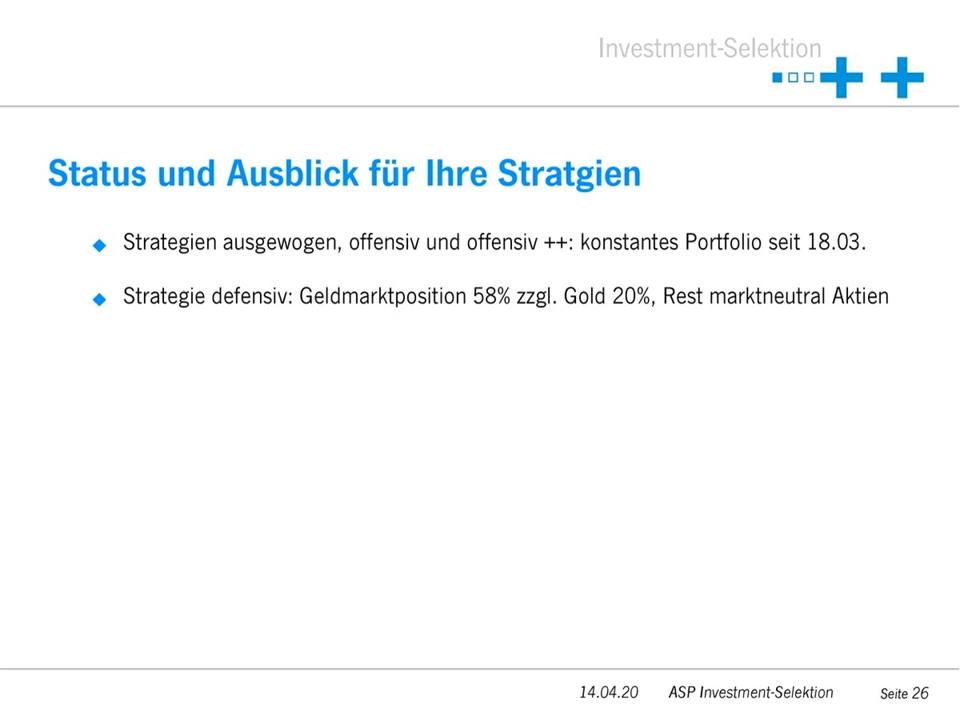 Investment-Selektion
++
Status und Ausblick für Ihre Stratgien
Strategien ausgewogen, offensiv und offensiv ++: konstantes Portfolio seit 18.03.
Strategie defensiv: Geldmarktposition 58% zzgl. Gold 20%, Rest marktneutral Aktien
14.04.20 ASP Investment-Selektion Seite 26